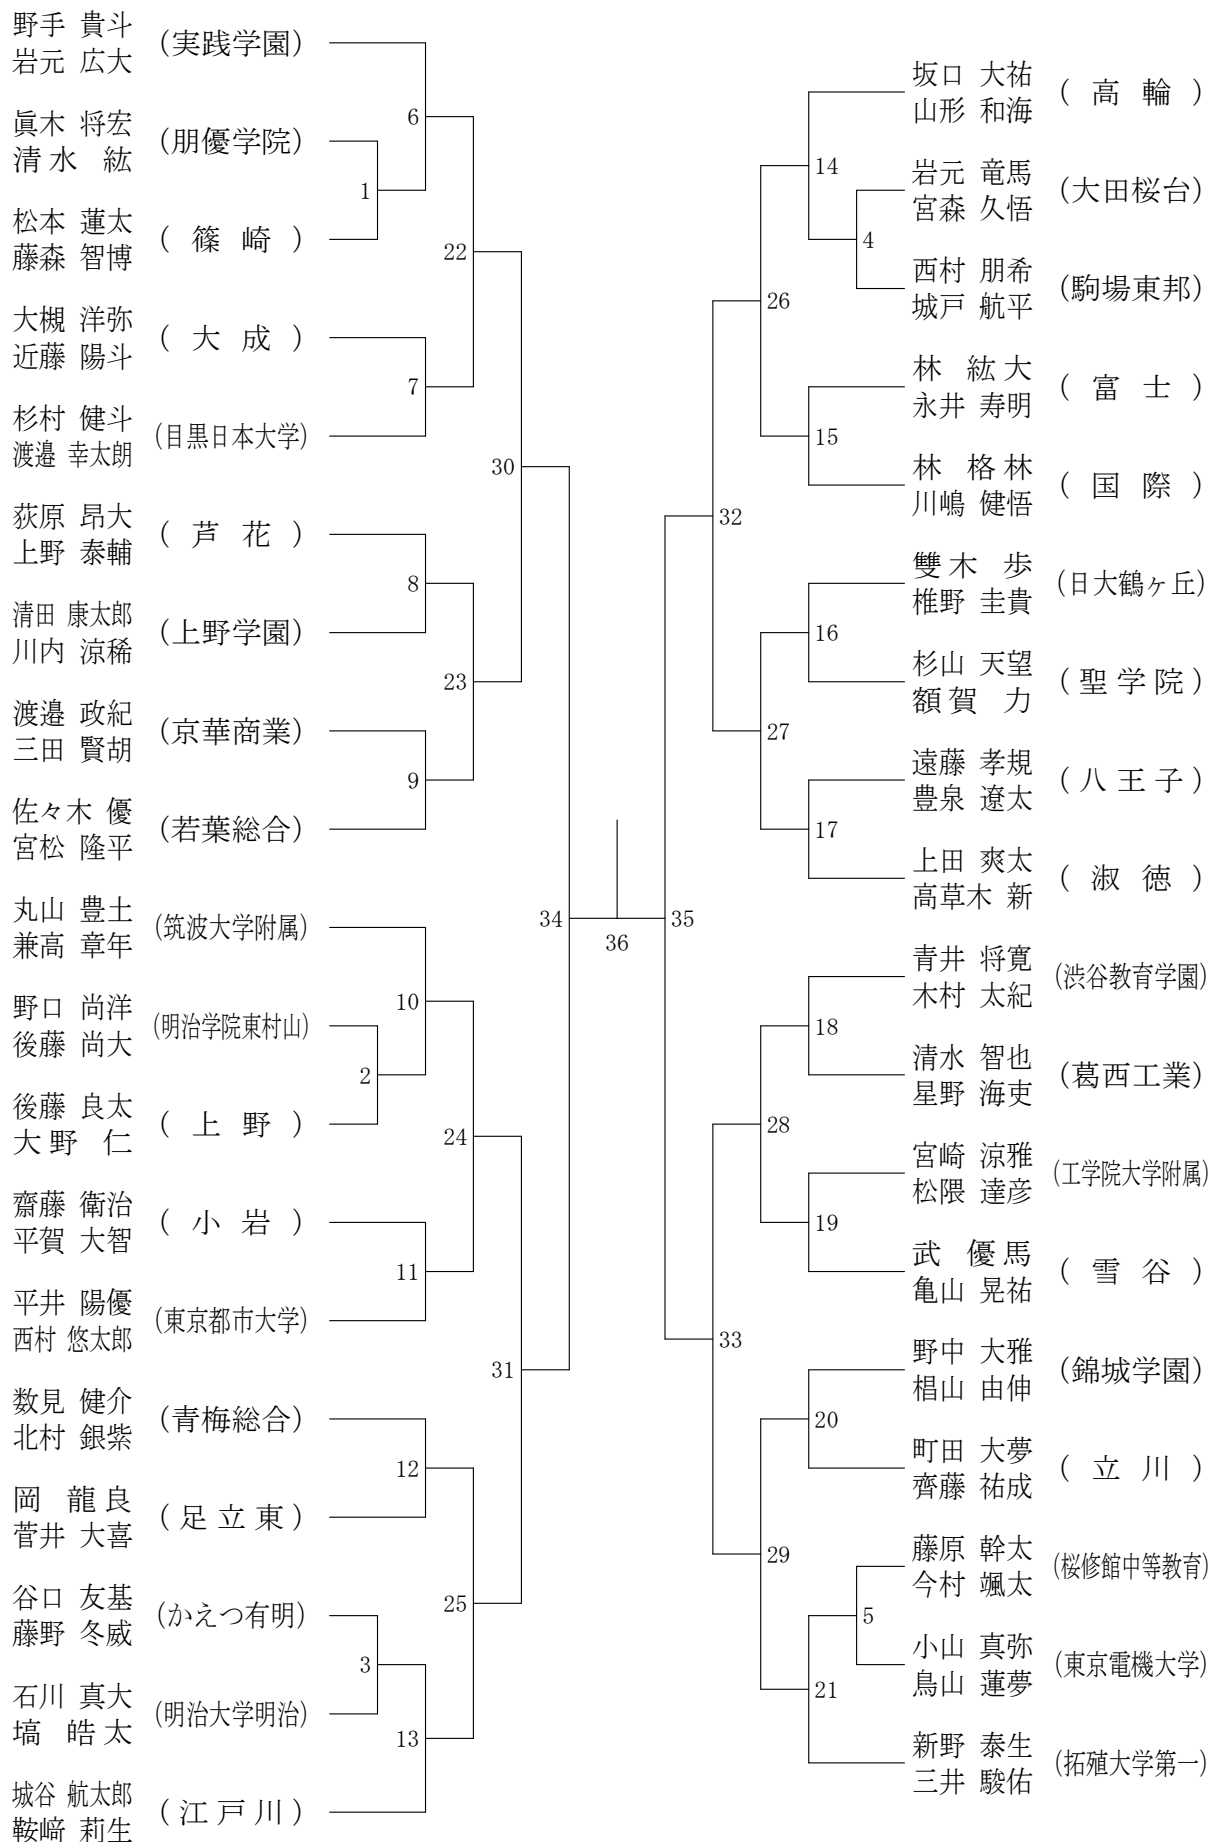 野手 貴斗
岩元 広大
(実践学園)
眞木 将宏
清水 紘
(朋優学院)
松本 蓮太
藤森 智博
(篠崎)
大槻 洋弥
近藤 陽斗
(大成)
杉村 健斗
渡邉 幸太朗
(目黒日本大学)
荻原 昂大
上野 泰輔
(芦花)
清田 康太郎
川内 涼稀
(上野学園)
渡邉 政紀
三田 賢胡
(京華商業)
佐々木 優
宮松 隆平
(若葉総合)
丸山 豊土
兼高 章年
(筑波大学附属)
野口 尚洋
後藤 尚大
(明治学院東村山)
後藤 良太
大野 仁
(上野)
齋藤 衛治
平賀 大智
(小岩)
平井 陽優
西村 悠太郎
(東京都市大学)
数見 健介
北村 銀紫
(青梅総合)
岡 龍良
菅井 大喜
(足立東)
谷口 友基
藤野 冬威
(かえつ有明)
石川 真大
塙 皓太
(明治大学明治)
城谷 航太郎
鞍﨑 莉生
(江戸川)
1
2
3
6
7
8
9
10
11
12
13
22
23
24
25
30
31
34
36
35
32
33
26
27
28
29
14
15
16
17
18
19
20
21
4
5
坂口 大祐
山形 和海
(高輪)
岩元 竜馬
宮森 久悟
(大田桜台)
西村 朋希
城戸 航平
(駒場東邦)
林 紘大
永井 寿明
(富士)
林 格林
川嶋 健悟
(国際)
雙木 歩
椎野 圭貴
(日大鶴ヶ丘)
杉山 天望
額賀 力
(聖学院)
遠藤 孝規
豊泉 遼太
(八王子)
上田 爽太
高草木 新
(淑徳)
青井 将寛
木村 太紀
(渋谷教育学園)
清水 智也
星野 海吏
(葛西工業)
宮崎 涼雅
松隈 達彦
(工学院大学附属)
武 優馬
亀山 晃祐
(雪谷)
野中 大雅
椙山 由伸
(錦城学園)
町田 大夢
齊藤 祐成
(立川)
藤原 幹太
今村 颯太
(桜修館中等教育)
小山 真弥
鳥山 蓮夢
(東京電機大学)
新野 泰生
三井 駿佑
(拓殖大学第一)